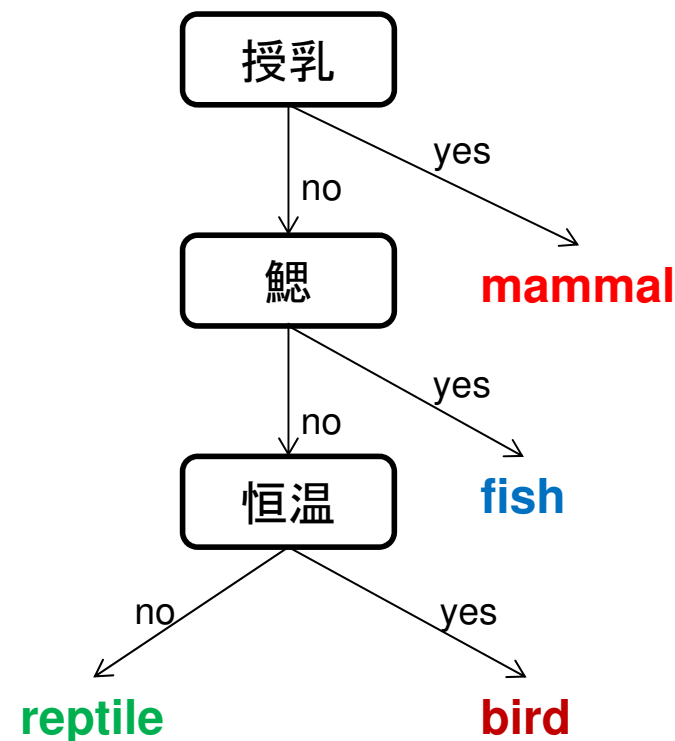 授乳
yes
no
鰓
mammal
yes
no
恒温
fish
no
yes
reptile
bird